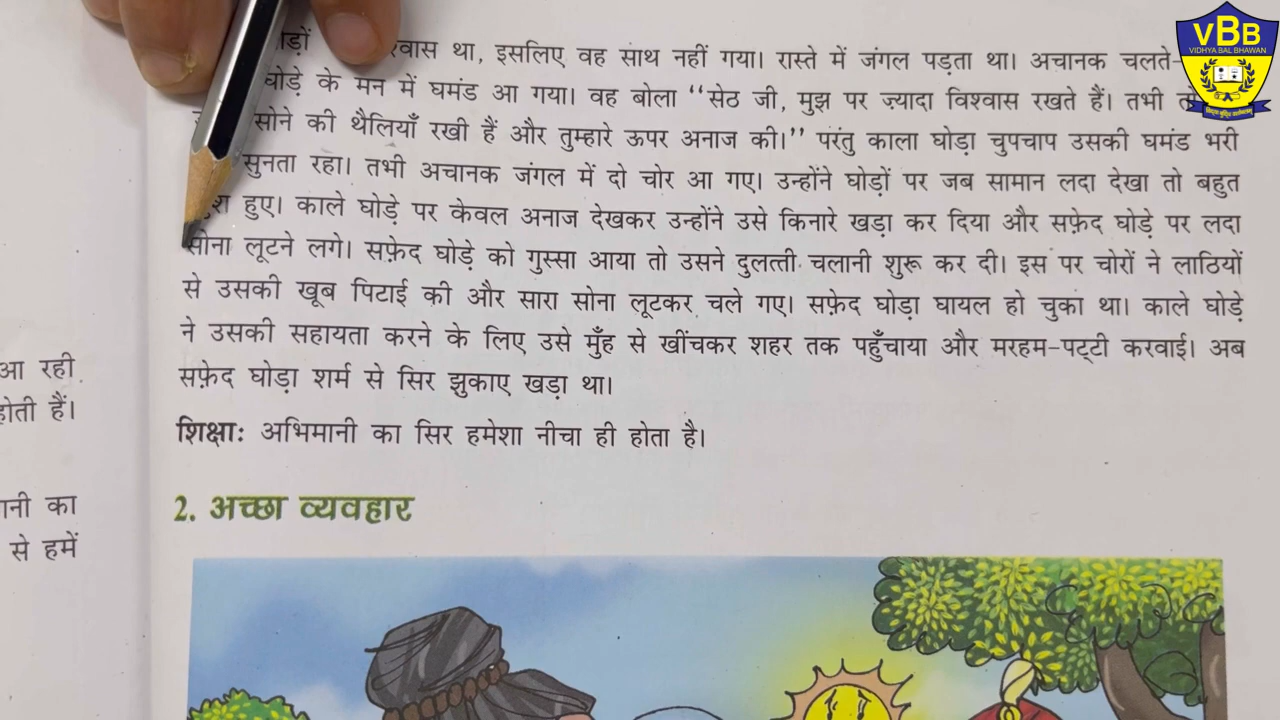 था, इसलिए वह साथ नहीं गया। रास्ते में जंगल पड़ता था। अचानक चलते-
घोड़े के मन में घमंड आ गया। वह बोला “सेठ जी, मुझ पर ज़्यादा विश्वास रखते हैं। तभी
सोने की थैलियाँ रखी हैं और तुम्हारे ऊपर अनाज की।” परंतु काला घोड़ा चुपचाप उसकी घमंड भरी
सुनता रहा। तभी अचानक जंगल में दो चोर आ गए। उन्होंने घोड़ों पर जब सामान लदा देखा तो बहुत
हुए। काले घोड़े पर केवल अनाज देखकर उन्होंने उसे किनारे खड़ा कर दिया और सफ़ेद घोड़े पर लदा
सोना लूटने लगे। सफ़ेद घोड़े को गुस्सा आया तो उसने दुलत्ती चलानी शुरू कर दी। इस पर चोरों ने लाठियों
से उसकी खूब पिटाई की और सारा सोना लूटकर चले गए। सफ़ेद घोड़ा घायल हो चुका था। काले घोड़े
ने उसकी सहायता करने के लिए उसे मुँह से खींचकर शहर तक पहुँचाया और मरहम-पट्टी करवाई। अब
सफ़ेद घोड़ा शर्म से सिर झुकाए खड़ा था।
शिक्षाः अभिमानी का सिर हमेशा नीचा ही होता है।
2. अच्छा व्यवहार
आ रही
होती हैं।
का
से हमें
VBB
VIDHYA BAL BHAWAN